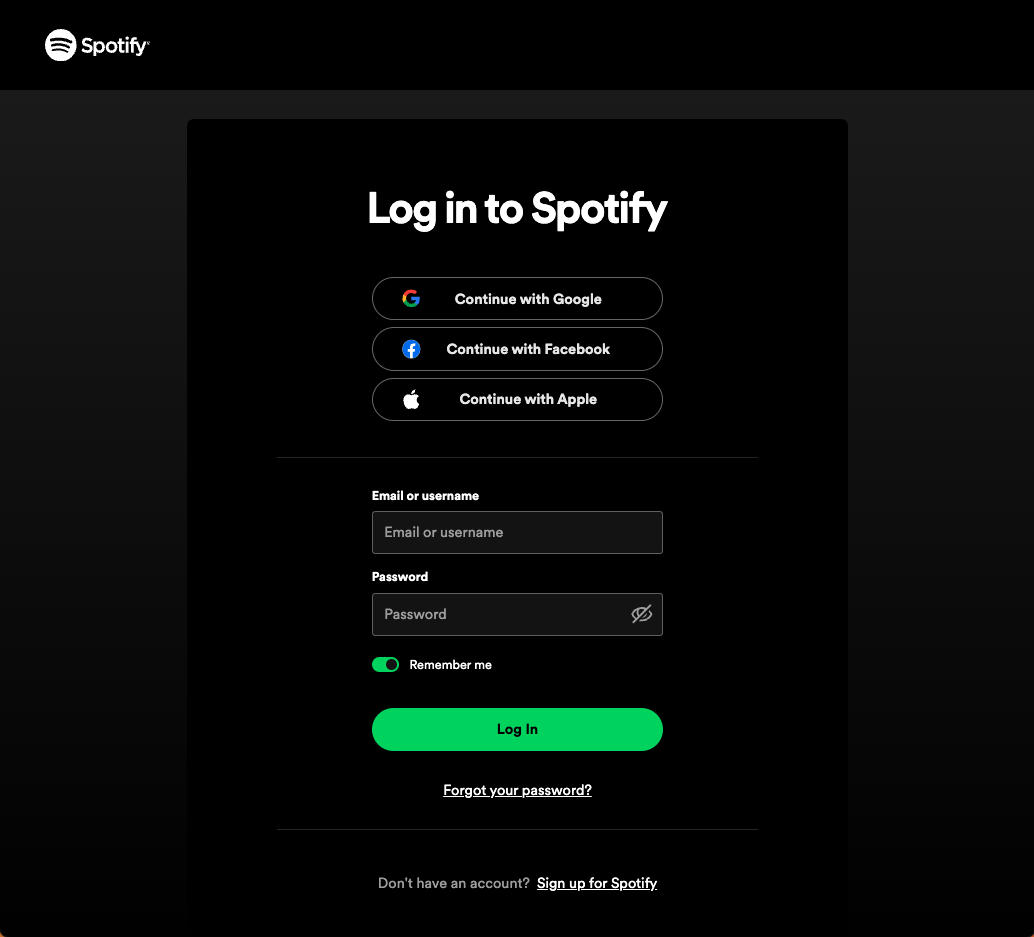 Spotify
Log in to Spotify
Continue with Google
Continue with Facebook
Continue with Apple
Email or username
Email or username
Password
Password
Remember me
Log In
Forgot your password?
Don't have an account? Sign up for Spotify